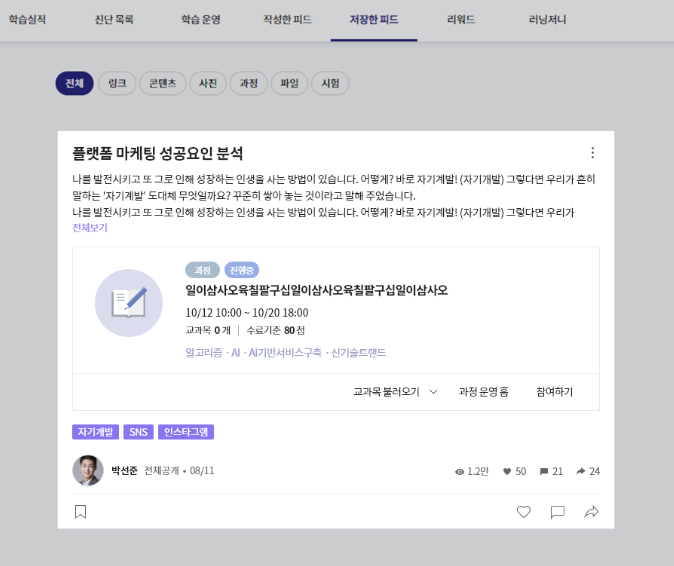 학습실적 진단 목록 학습 운영 작성한 피드 저장한 피드 리워드 러닝저니
전체 링크 콘텐츠 사진 과정 파일 시험
플랫폼 마케팅 성공요인 분석
나를 발전시키고 또 그로 인해 성장하는 인생을 사는 방법이 있습니다. 어떻게? 바로 자기계발! (자기개발) 그렇다면 우리가 흔히
말하는 '자기계발' 도대체 무엇일까요? 꾸준히 쌓아 놓는 것이라고 말해 주었습니다.
나를 발전시키고 또 그로 인해 성장하는 인생을 사는 방법이 있습니다. 어떻게? 바로 자기계발! (자기개발) 그렇다면 우리가
전체보기
과정 진행중
일이삼사오육칠팔구십일이삼사오육칠팔구십일이삼사오
10/12 10:00 ~ 10/20 18:00
교과목 0 개 | 수료기준 80 점
알고리즘 · AI · AI기반서비스구축 · 신기술트랜드
교과목 불러오기 과정 운영 홈 참여하기
자기개발 SNS 인스타그램
박선준 전체공개 • 08/11 1.2만 50 21 24